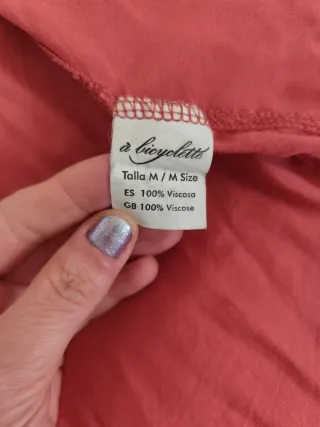 à bicyclette
Talla M / M Size
ES 100% Viscosa
GB 100% Viscose